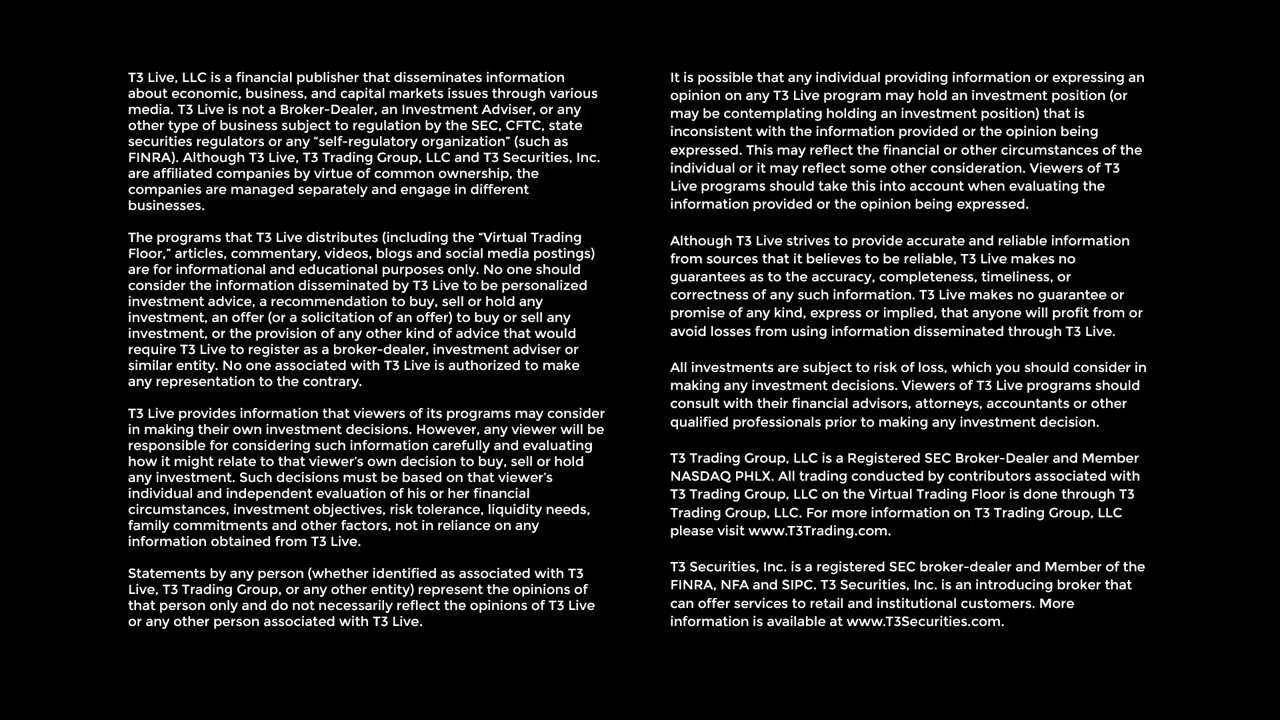 T3 Live, LLC is a financial publisher that disseminates information
about economic, business, and capital markets issues through various
media. T3 Live is not a Broker-Dealer, an Investment Adviser, or any
other type of business subject to regulation by the SEC, CFTC, state
securities regulators or any “self-regulatory organization” (such as
FINRA). Although T3 Live, T3 Trading Group, LLC and T3 Securities, Inc.
are affiliated companies by virtue of common ownership, the
companies are managed separately and engage in different
businesses.
The programs that T3 Live distributes (including the “Virtual Trading
Floor,” articles, commentary, videos, blogs and social media postings)
are for informational and educational purposes only. No one should
consider the information disseminated by T3 Live to be personalized
investment advice, a recommendation to buy, sell or hold any
investment, an offer (or a solicitation of an offer) to buy or sell any
investment, or the provision of any other kind of advice that would
require T3 Live to register as a broker-dealer, investment adviser or
similar entity. No one associated with T3 Live is authorized to make
any representation to the contrary.
T3 Live provides information that viewers of its programs may consider
in making their own investment decisions. However, any viewer will be
responsible for considering such information carefully and evaluating
how it might relate to that viewer’s own decision to buy, sell or hold
any investment. Such decisions must be based on that viewer’s
individual and independent evaluation of his or her financial
circumstances, investment objectives, risk tolerance, liquidity needs,
family commitments and other factors, not in reliance on any
information obtained from T3 Live.
Statements by any person (whether identified as associated with T3
Live, T3 Trading Group, or any other entity) represent the opinions of
that person only and do not necessarily reflect the opinions of T3 Live
or any other person associated with T3 Live.
It is possible that any individual providing information or expressing an
opinion on any T3 Live program may hold an investment position (or
may be contemplating holding an investment position) that is
inconsistent with the information provided or the opinion being
expressed. This may reflect the financial or other circumstances of the
individual or it may reflect some other consideration. Viewers of T3
Live programs should take this into account when evaluating the
information provided or the opinion being expressed.
Although T3 Live strives to provide accurate and reliable information
from sources that it believes to be reliable, T3 Live makes no
guarantees as to the accuracy, completeness, timeliness, or
correctness of any such information. T3 Live makes no guarantee or
promise of any kind, express or implied, that anyone will profit from or
avoid losses from using information disseminated through T3 Live.
All investments are subject to risk of loss, which you should consider in
making any investment decisions. Viewers of T3 Live programs should
consult with their financial advisors, attorneys, accountants or other
qualified professionals prior to making any investment decision.
T3 Trading Group, LLC is a Registered SEC Broker-Dealer and Member
NASDAQ PHLX. All trading conducted by contributors associated with
T3 Trading Group, LLC on the Virtual Trading Floor is done through T3
Trading Group, LLC. For more information on T3 Trading Group, LLC
please visit www.T3Trading.com.
T3 Securities, Inc. is a registered SEC broker-dealer and Member of the
FINRA, NFA and SIPC. T3 Securities, Inc. is an introducing broker that
can offer services to retail and institutional customers. More
information is available at www.T3Securities.com.